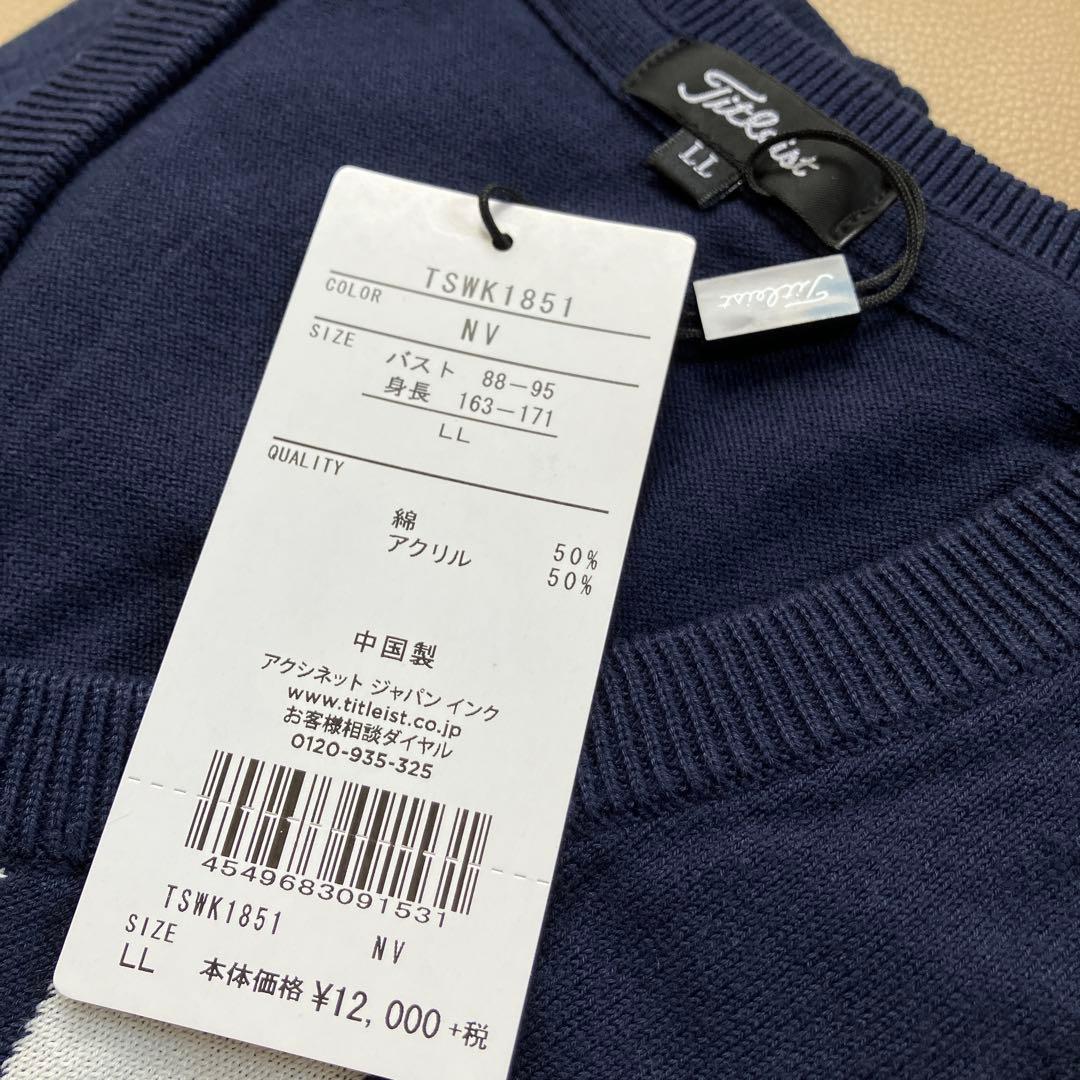 Titleist
LL
Titleist
TSWK1851
COLOR
NV
SIZE
バスト 88－95
身長 163－171
LL
QUALITY
綿 50%
アクリル 50%
中国製
アクシネット ジャパン インク
www.titleist.co.jp
お客様相談ダイヤル
0120-935-325
4549683091531
TSWK1851
SIZE NV
LL 本体価格 ¥12,000 +税